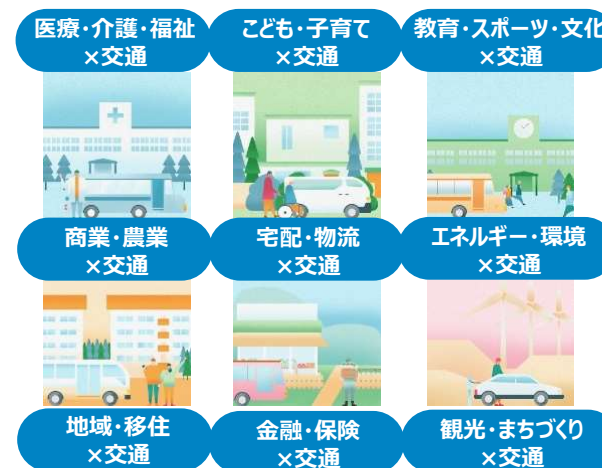 医療・介護・福祉
×交通
こども・子育て
×交通
教育・スポーツ・文化
×交通
商業・農業
×交通
宅配・物流
×交通
エネルギー・環境
×交通
地域・移住
×交通
金融・保険
×交通
観光・まちづくり
×交通